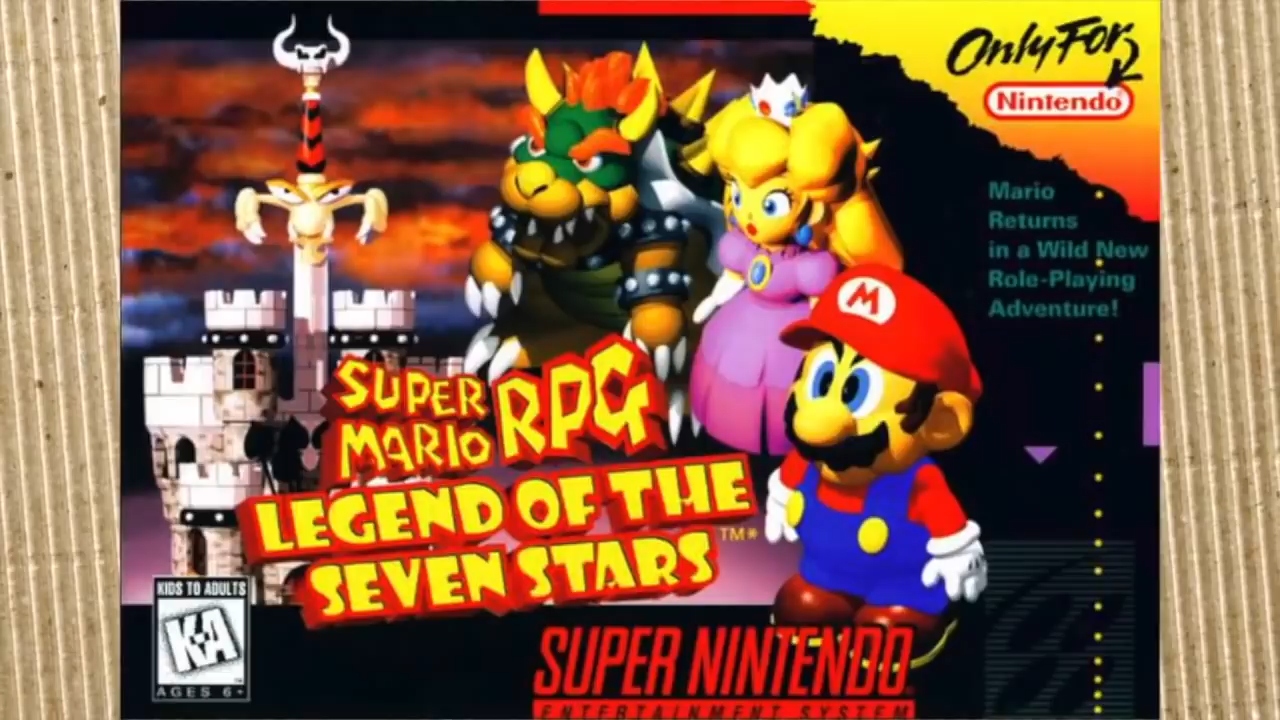 Only For
Nintendo®
Mario
Returns
in a Wild New
Role-Playing
Adventure!
M
SUPER
MARIO RPG
LEGEND OF THE
SEVEN STARS
TM*
KIDS TO ADULTS
K-A
AGES 6+
SUPER NINTENDO
ENTERTAINMENT SYSTEM